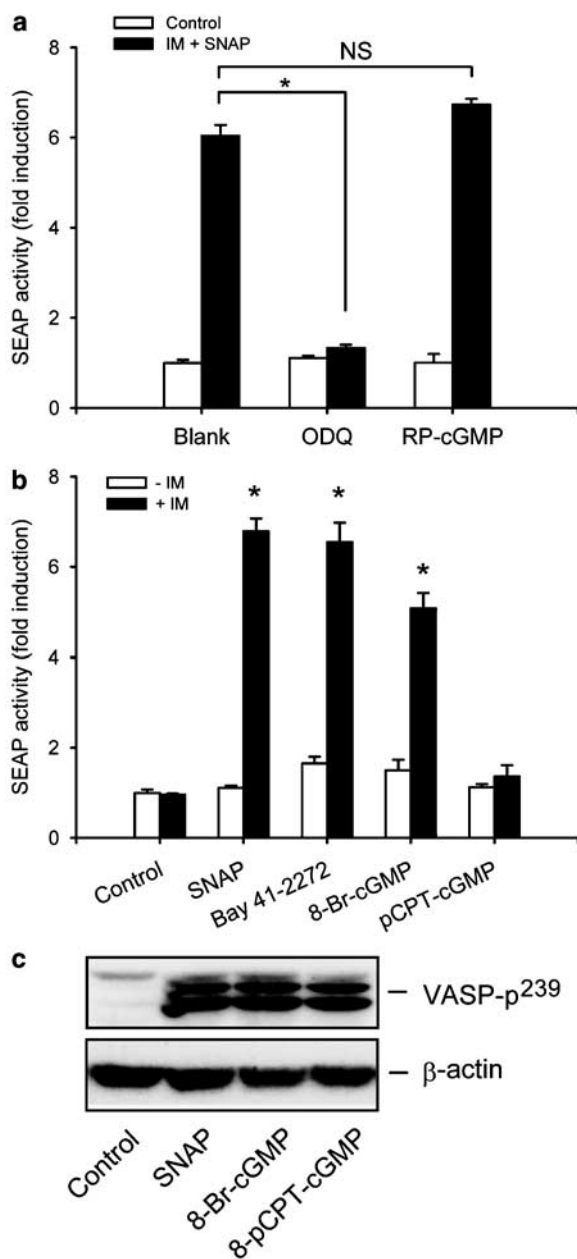 a
Control
IM + SNAP
SEAP activity (fold induction)
8
6
4
2
0
NS
*
Blank ODQ RP-cGMP
b
- IM
+ IM
SEAP activity (fold induction)
8
6
4
2
0
* * *
Control SNAP Bay 41-2272 8-Br-cGMP pCPT-cGMP
c
VASP-p239
β-actin
Control SNAP 8-Br-cGMP 8-pCPT-cGMP